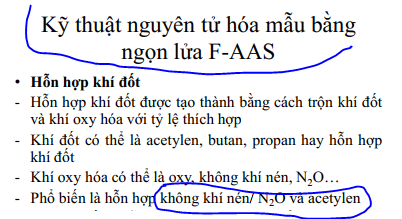 Kỹ thuật nguyên tử hóa mẫu bằng
ngọn lửa F-AAS
• Hỗn hợp khí đốt
- Hỗn hợp khí đốt được tạo thành bằng cách trộn khí đốt
và khí oxy hóa với tỷ lệ thích hợp
- Khí đốt có thể là acetylen, butan, propan hay hỗn hợp
khí đốt
- Khí oxy hóa có thể là oxy, không khí nén, N₂O…
- Phổ biến là hỗn hợp không khí nén/ N₂O và acetylen